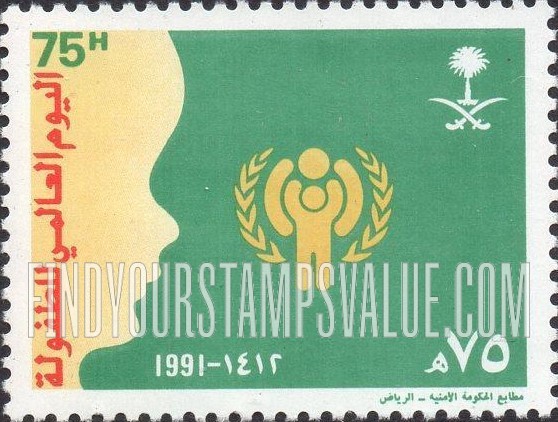 75H
اليوم العالمي للطفولة
FINDYOURSTAMPSVALUE.COM
1991-١٤١٢
٧٥ هـ
مطابع الحكومة الأمنية - الرياض